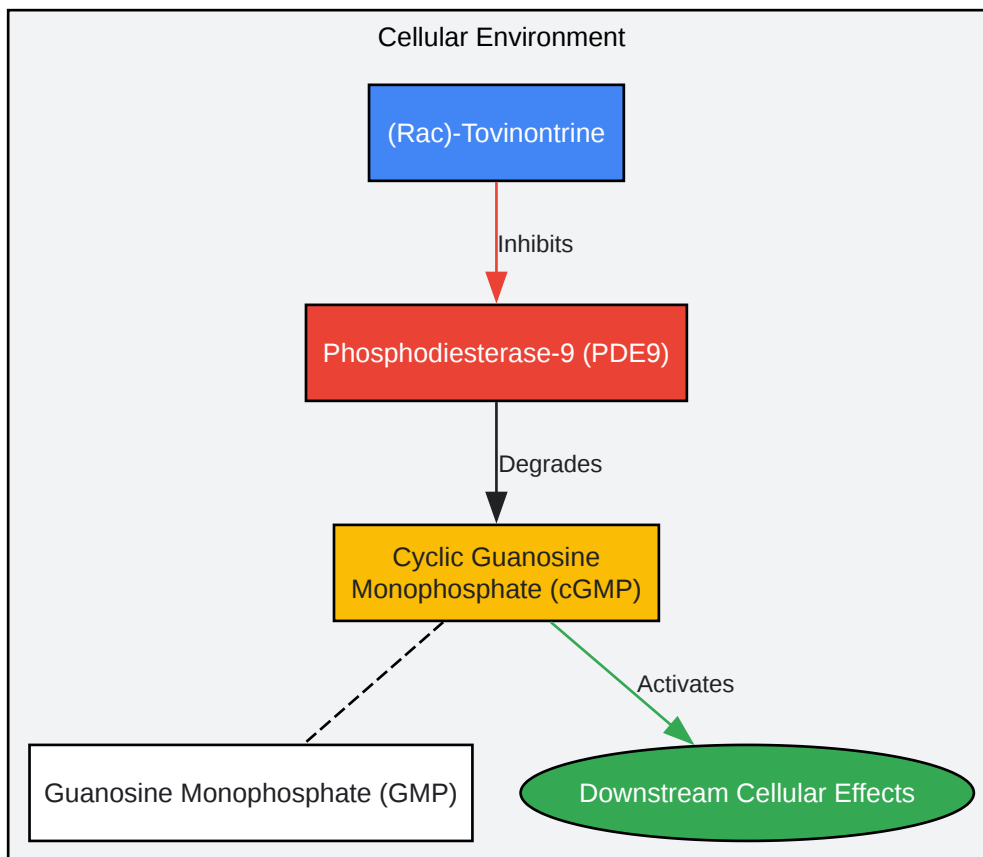 Cellular Environment
(Rac)-Tovinontrine
Inhibits
Phosphodiesterase-9 (PDE9)
Degrades
Cyclic Guanosine
Monophosphate (cGMP)
Activates
Guanosine Monophosphate (GMP)
Downstream Cellular Effects